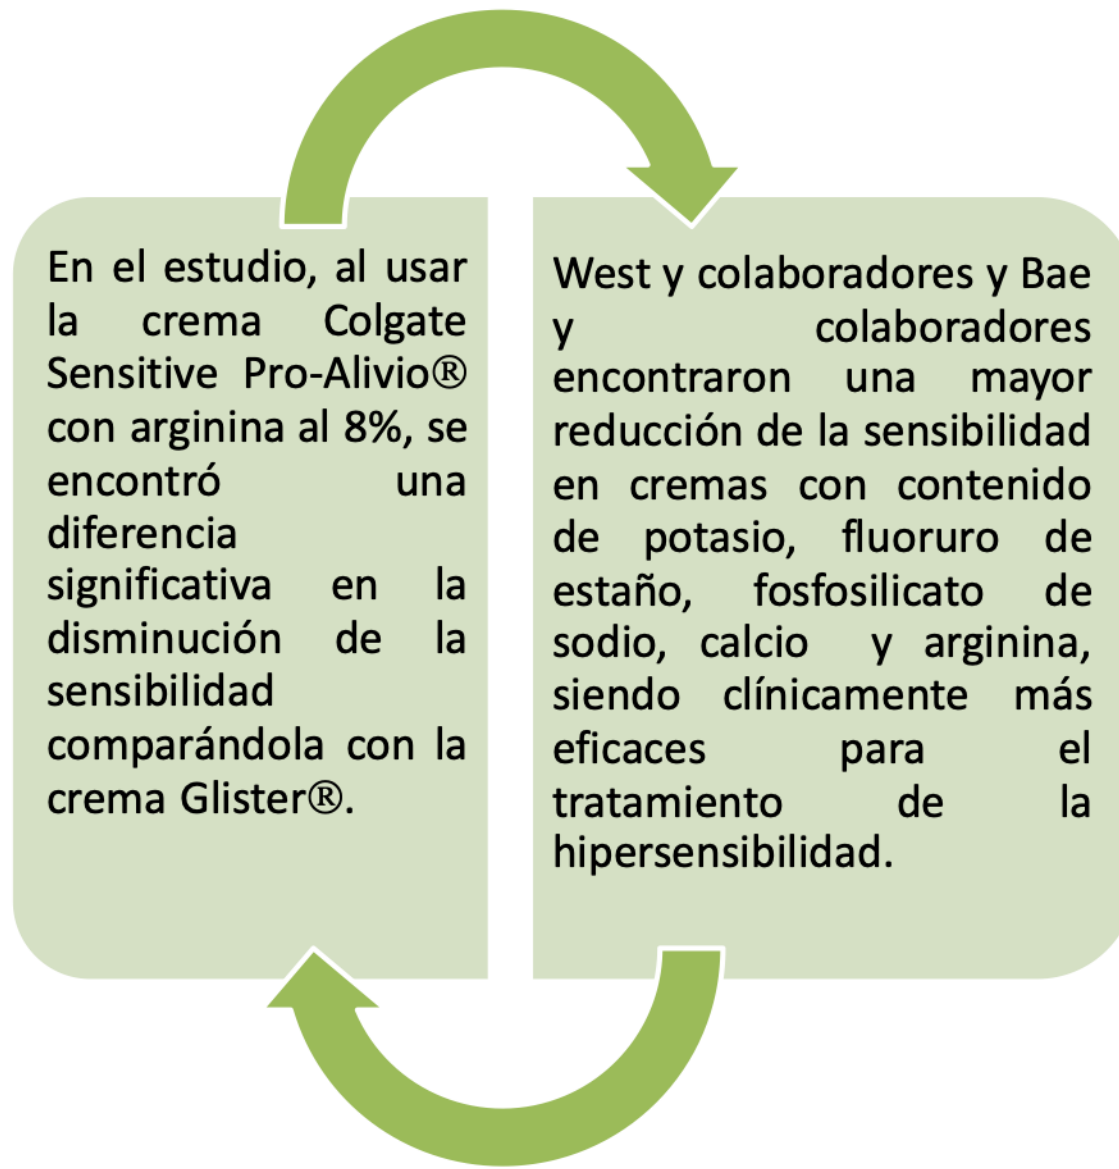 En el estudio, al usar
la crema Colgate
Sensitive Pro-Alivio®
con arginina al 8%, se
encontró una
diferencia
significativa en la
disminución de la
sensibilidad
comparándola con la
crema Glister®.
West y colaboradores y Bae
y colaboradores
encontraron una mayor
reducción de la sensibilidad
en cremas con contenido
de potasio, fluoruro de
estaño, fosfosilicato de
sodio, calcio y arginina,
siendo clínicamente más
eficaces para el
tratamiento de la
hipersensibilidad.